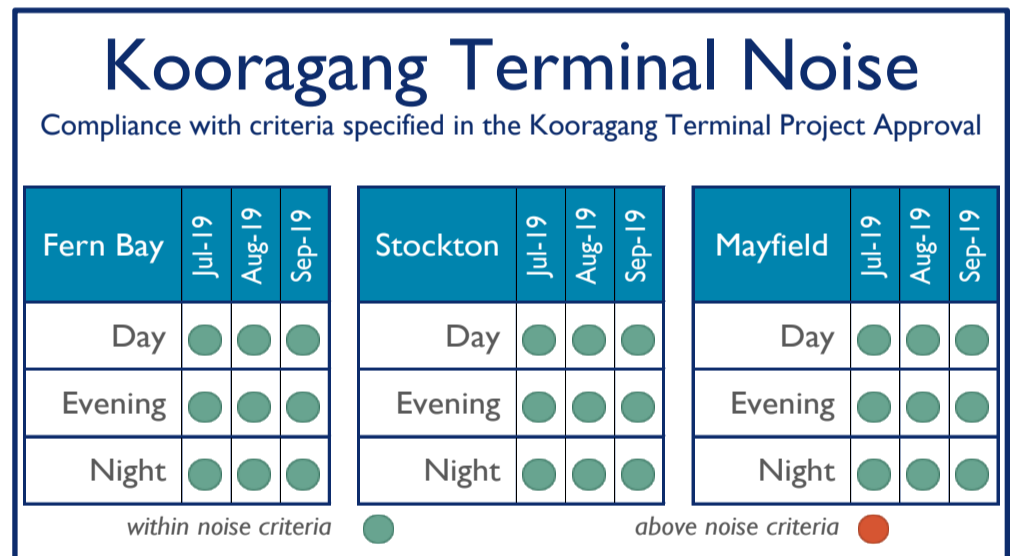 Kooragang Terminal Noise
Compliance with criteria specified in the Kooragang Terminal Project Approval
Fern Bay Jul-19 Aug-19 Sep-19
Day
Evening
Night
Stockton Jul-19 Aug-19 Sep-19
Day
Evening
Night
Mayfield Jul-19 Aug-19 Sep-19
Day
Evening
Night
within noise criteria
above noise criteria